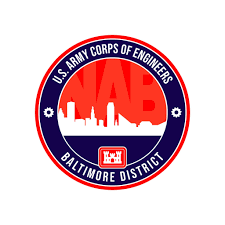 U.S. ARMY CORPS OF ENGINEERS
NAB
BALTIMORE DISTRICT